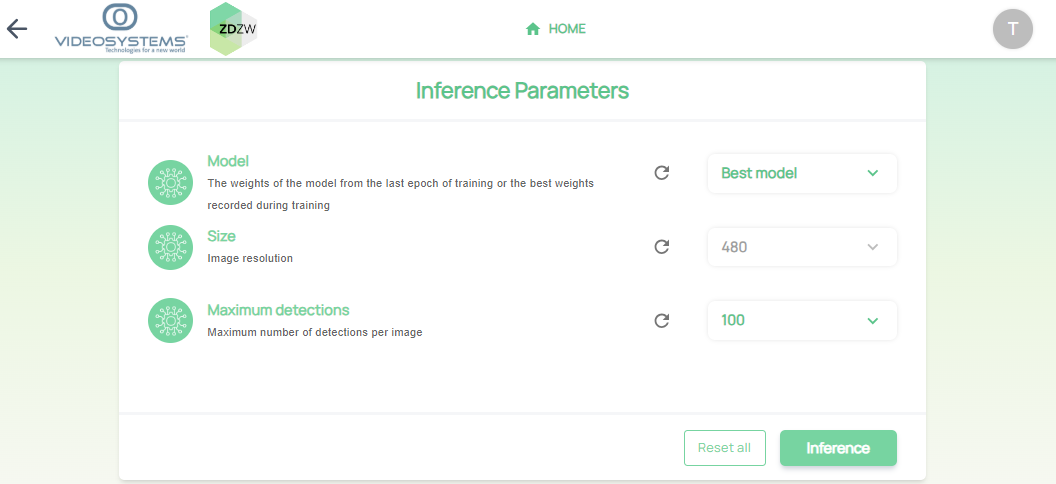 VIDEOSYSTEMS
Technologies for a new world
ZDZW
HOME
T
Inference Parameters
Model
The weights of the model from the last epoch of training or the best weights
recorded during training
Best model
Size
Image resolution
480
Maximum detections
Maximum number of detections per image
100
Reset all
Inference